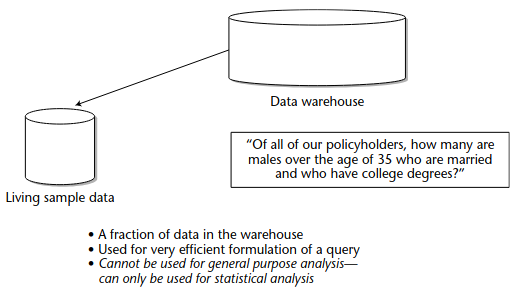 Data warehouse
“Of all of our policyholders, how many are
males over the age of 35 who are married
and who have college degrees?”
Living sample data
• A fraction of data in the warehouse
• Used for very efficient formulation of a query
• Cannot be used for general purpose analysis—
can only be used for statistical analysis